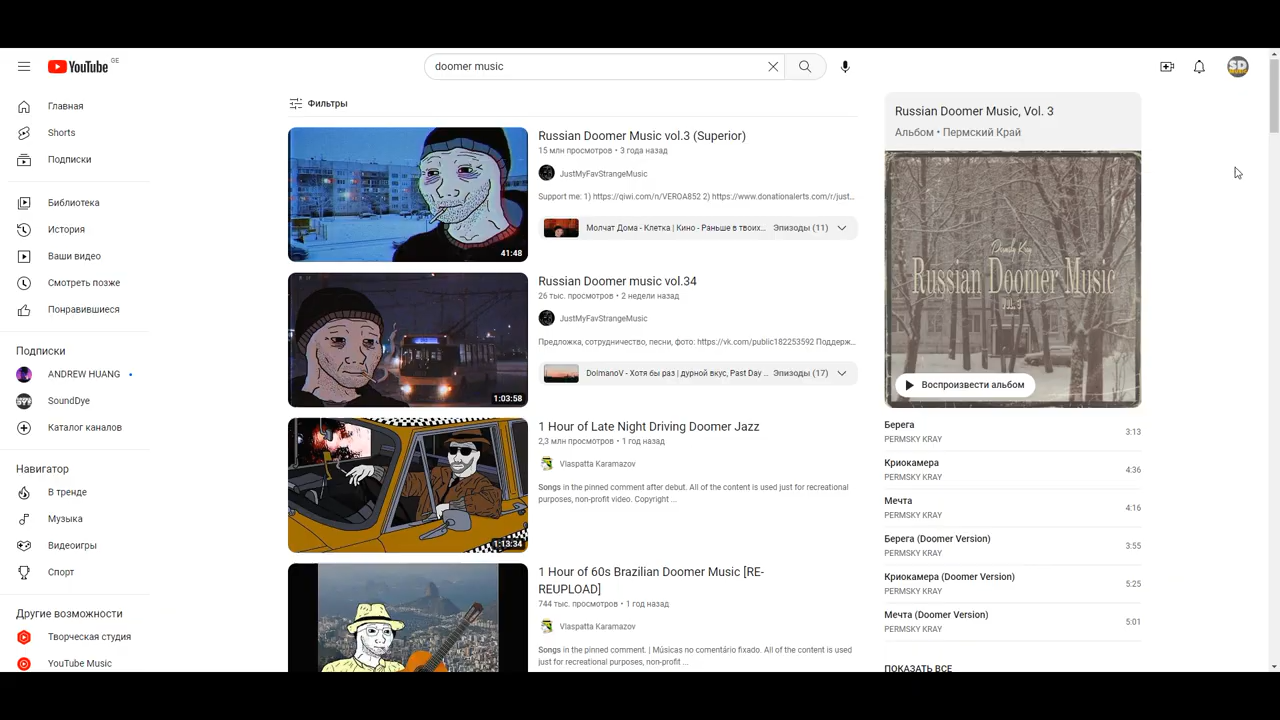 YouTube GE
doomer music
Главная
Shorts
Подписки
Библиотека
История
Ваши видео
Смотреть позже
Понравившиеся
Подписки
ANDREW HUANG
SoundDye
Каталог каналов
Навигатор
В тренде
Музыка
Видеоигры
Спорт
Другие возможности
Творческая студия
YouTube Music
Фильтры
41:48
Russian Doomer Music vol.3 (Superior)
15 млн просмотров • 3 года назад
JustMyFavStrangeMusic
Support me: 1) https://qiwi.com/n/VEROA852 2) https://www.donationalerts.com/r/just...
Молчат Дома - Клетка | Кино - Раньше в твоих... Эпизоды (11)
1:03:58
Russian Doomer music vol.34
26 тыс. просмотров • 2 недели назад
JustMyFavStrangeMusic
Предложка, сотрудничество, песни, фото: https://vk.com/public182253592 Поддерж...
DolmanoV - Хотя бы раз | дурной вкус, Past Day ... Эпизоды (17)
1:13:34
1 Hour of Late Night Driving Doomer Jazz
2,3 млн просмотров • 1 год назад
Vlaspatta Karamazov
Songs in the pinned comment after debut. All of the content is used just for recreational
purposes, non-profit video. Copyright ...
1 Hour of 60s Brazilian Doomer Music [RE-
REUPLOAD]
744 тыс. просмотров • 1 год назад
Vlaspatta Karamazov
Songs in the pinned comment. | Músicas no comentário fixado. All of the content is used
just for recreational purposes, non-profit ...
SD
Russian Doomer Music, Vol. 3
Альбом • Пермский Край
Permsky Kray
Russian Doomer Music
Vol. 3
Воспроизвести альбом
Берега
PERMSKY KRAY
3:13
Криокамера
PERMSKY KRAY
4:36
Мечта
PERMSKY KRAY
4:16
Берега (Doomer Version)
PERMSKY KRAY
3:55
Криокамера (Doomer Version)
PERMSKY KRAY
5:25
Мечта (Doomer Version)
PERMSKY KRAY
5:01
ПОКАЗАТЬ ВСЕ